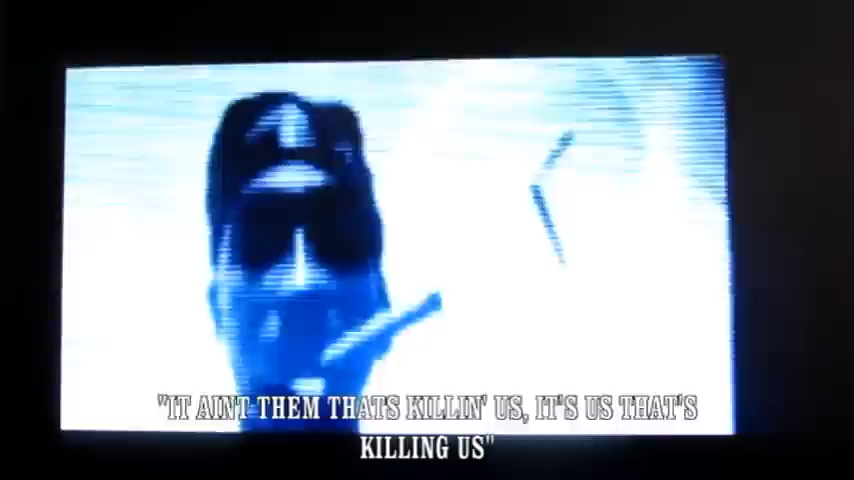 "IT AINT THEM THATS KILLIN' US, IT'S US THAT'S
KILLING US"